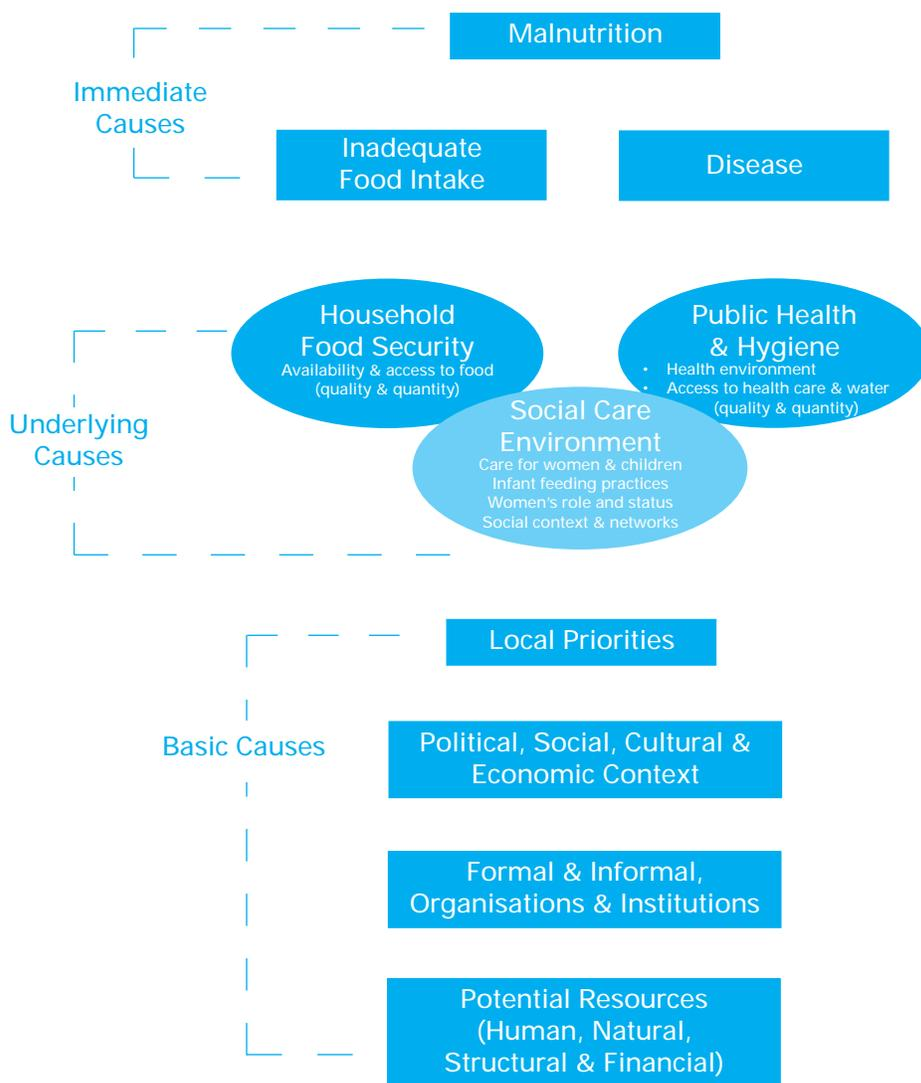 Malnutrition
Immediate
Causes
Inadequate
Food Intake
Disease
Household
Food Security
Availability & access to food
(quality & quantity)
Public Health
& Hygiene
• Health environment
• Access to health care & water
(quality & quantity)
Underlying
Causes
Social Care
Environment
Care for women & children
Infant feeding practices
Women's role and status
Social context & networks
Local Priorities
Basic Causes
Political, Social, Cultural &
Economic Context
Formal & Informal,
Organisations & Institutions
Potential Resources
(Human, Natural,
Structural & Financial)